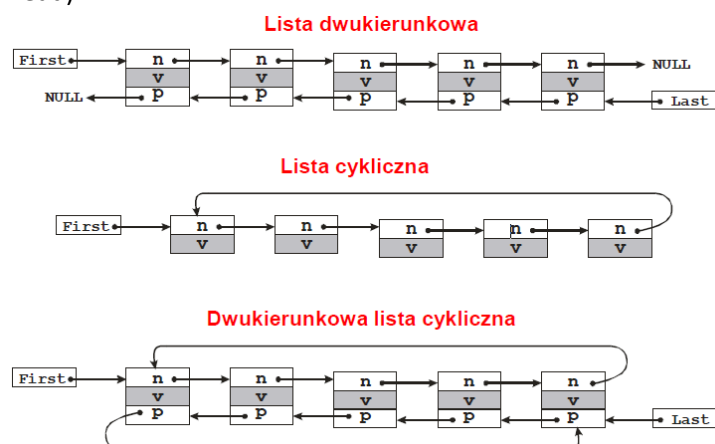 Lista dwukierunkowa
First n n n n n NULL
v v v v v
NULL p p p p p Last
Lista cykliczna
First n n n n n
v v v v v
Dwukierunkowa lista cykliczna
First n n n n n
v v v v v
p p p p p Last